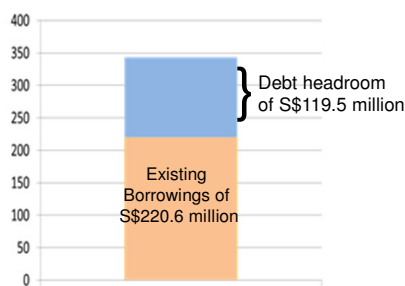 400
350
300
250
200
150
100
50
0
Debt headroom
of S$119.5 million
Existing
Borrowings of
S$220.6 million